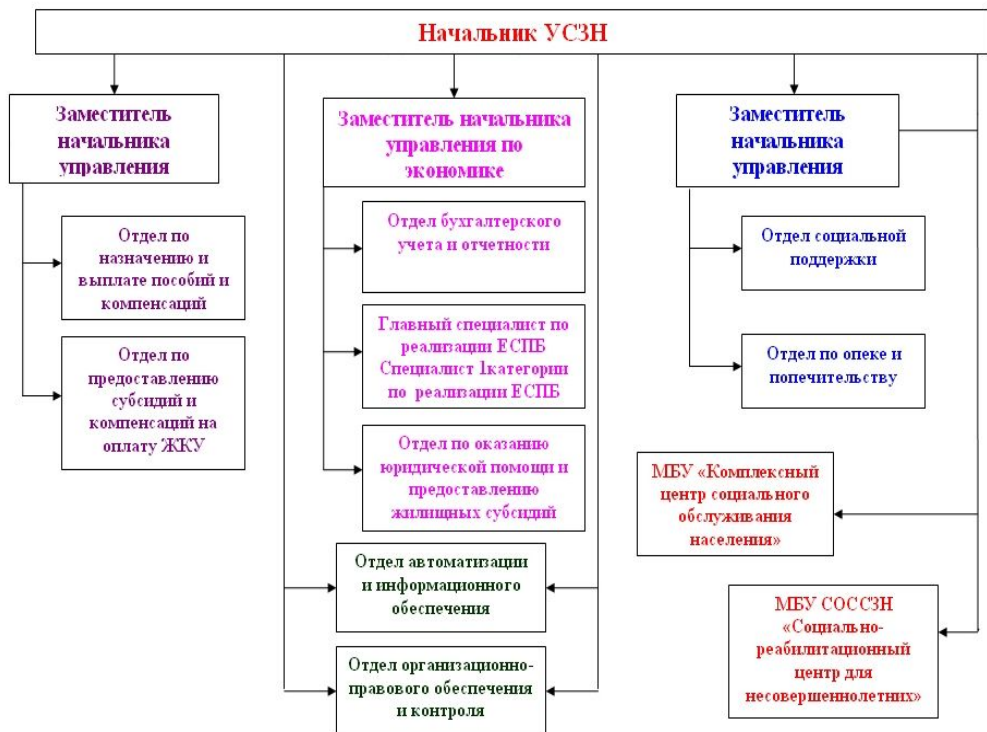 Начальник УСЗН
Заместитель
начальника
управления
Отдел по
назначению и
выплате пособий и
компенсаций
Отдел по
предоставлению
субсидий и
компенсаций на
оплату ЖКУ
Заместитель начальника
управления по
экономике
Отдел бухгалтерского
учета и отчетности
Главный специалист по
реализации ЕСПБ
Специалист 1категории
по реализации ЕСПБ
Отдел по оказанию
юридической помощи и
предоставлению
жилищных субсидий
Отдел автоматизации
и информационного
обеспечения
Отдел организационно-
правового обеспечения
и контроля
Заместитель
начальника
управления
Отдел социальной
поддержки
Отдел по опеке и
попечительству
МБУ «Комплексный
центр социального
обслуживания
населения»
МБУ СОССЗН
«Социально-
реабилитационный
центр для
несовершеннолетних»